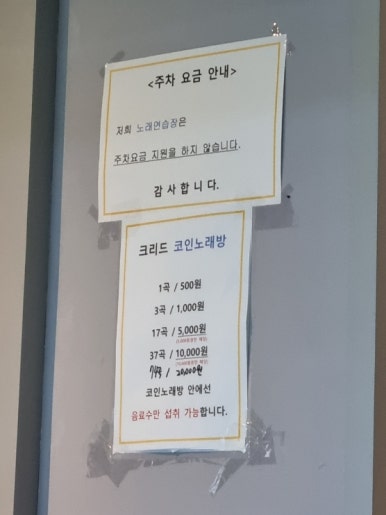 <주차 요금 안내>
저희 노래연습장은
주차요금 지원을 하지 않습니다.
감사합니다.
크리드 코인노래방
1곡 / 500원
3곡 / 1,000원
17곡 / 5,000원
37곡 / 10,000원
/ 20,000원
코인노래방 안에선
음료수만 섭취 가능합니다.